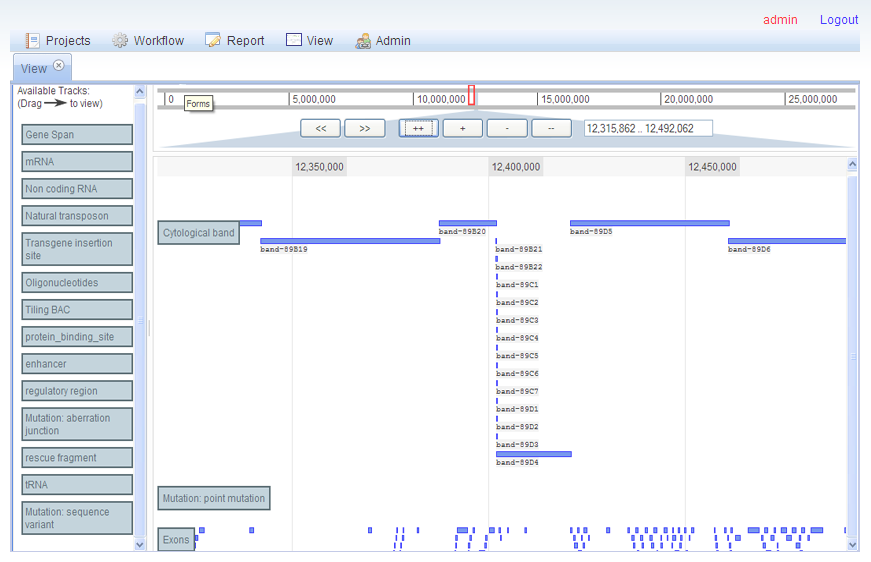 admin Logout
Projects Workflow Report View Admin
View
Available Tracks:
(Drag to view)
Gene Span
mRNA
Non coding RNA
Natural transposon
Transgene insertion
site
Oligonucleotides
Tiling BAC
protein_binding_site
enhancer
regulatory region
Mutation: aberration
junction
rescue fragment
tRNA
Mutation: sequence
variant
0 5,000,000 10,000,000 15,000,000 20,000,000 25,000,000
Forms
<< >> ++ + - -- 12,315,862 .. 12,492,062
12,350,000 12,400,000 12,450,000
Cytological band
band-89B20 band-89D5
band-89B19 band-89B21 band-89D6
band-89B22
band-89C1
band-89C2
band-89C3
band-89C4
band-89C5
band-89C6
band-89C7
band-89D1
band-89D2
band-89D3
band-89D4
Mutation: point mutation
Exons